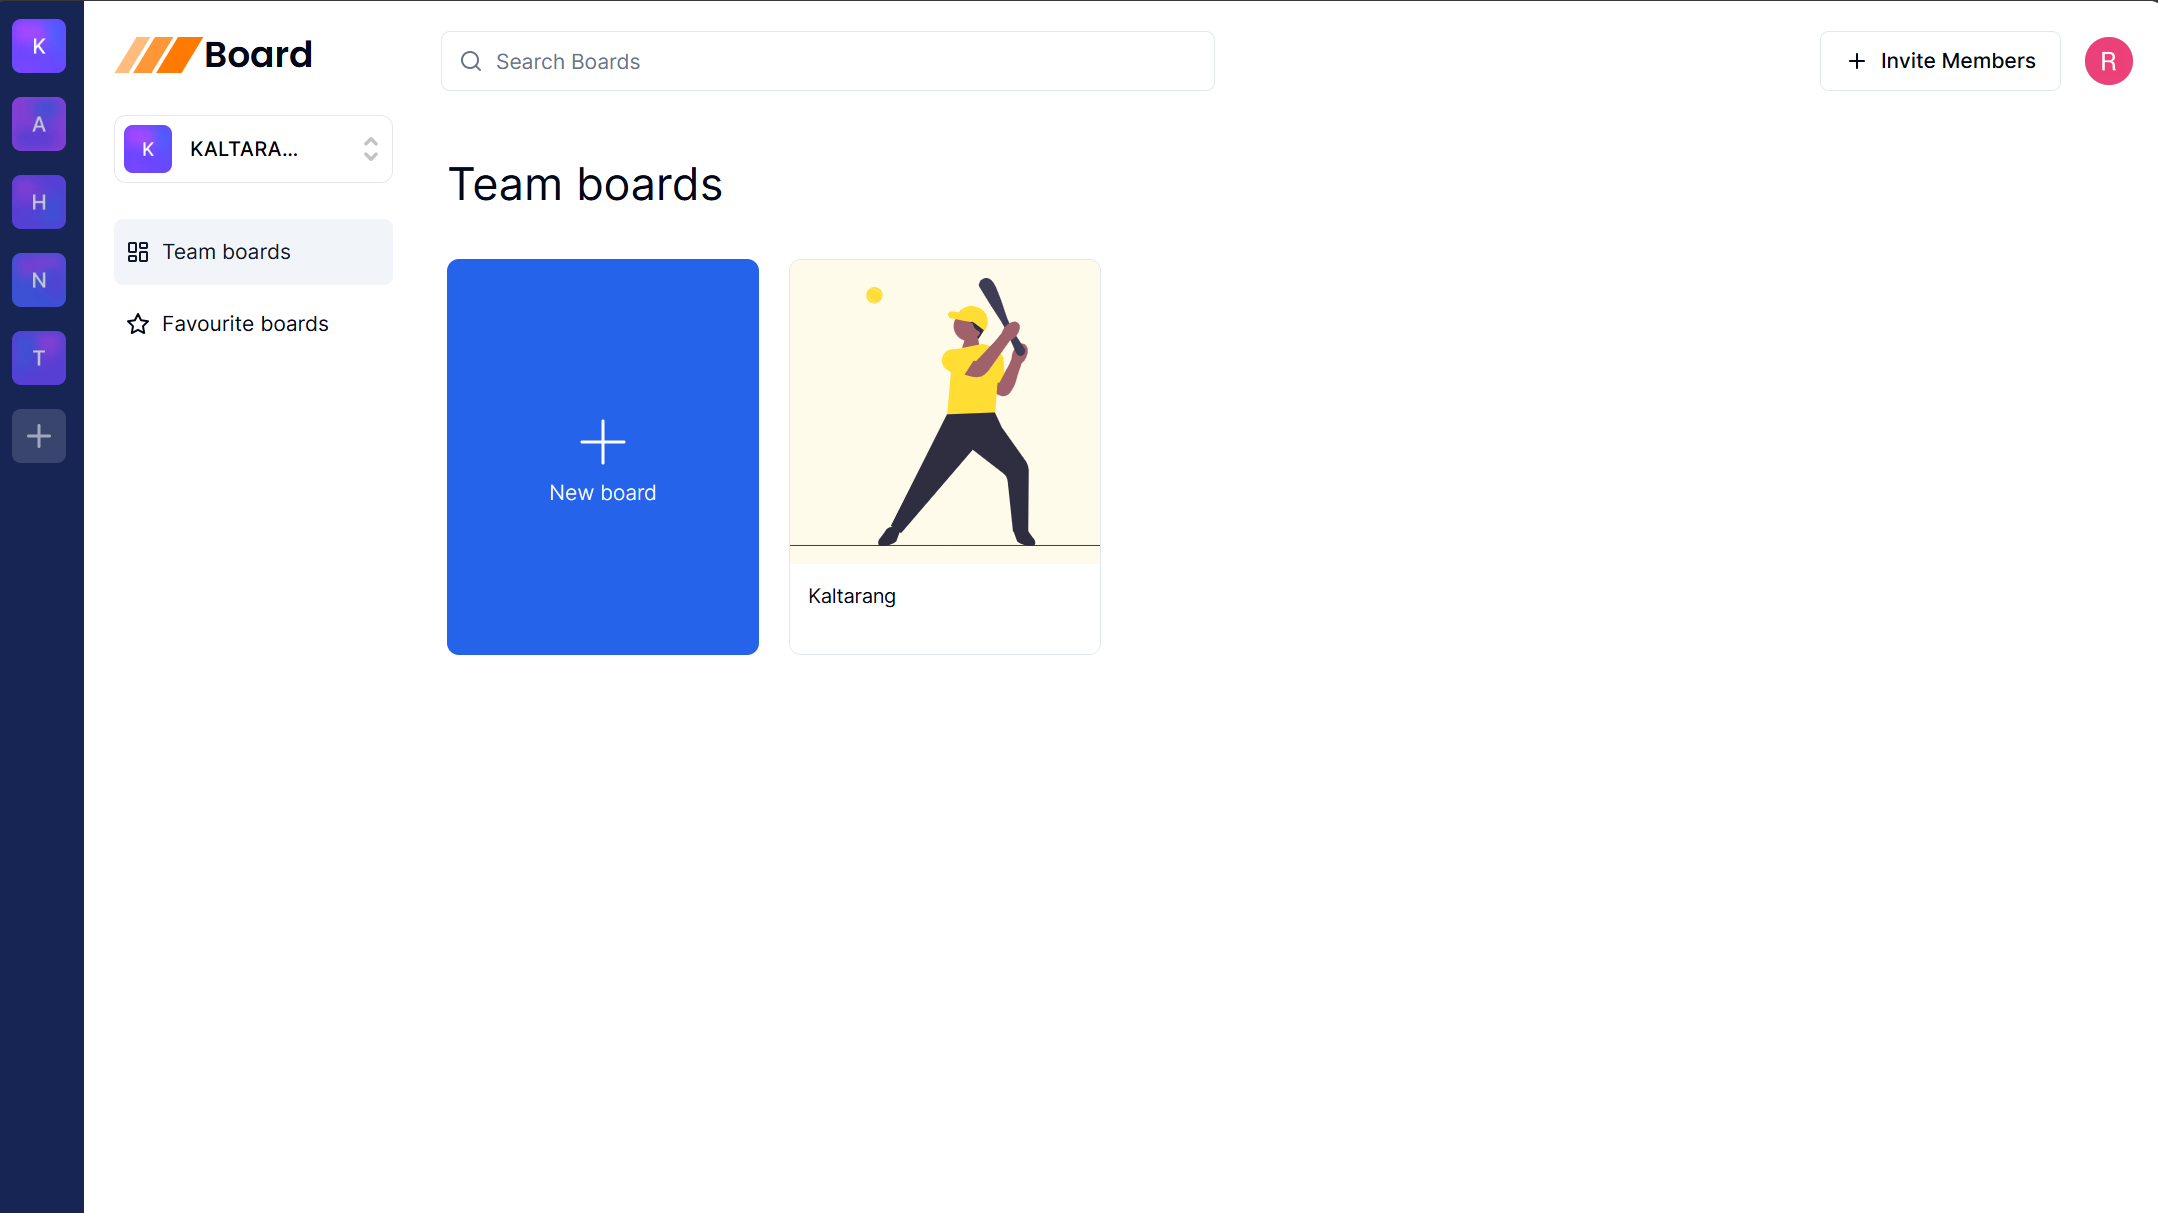 K
A
H
N
T
Board
K KALTARA...
Team boards
Favourite boards
Search Boards
Invite Members
R
Team boards
New board
Kaltarang